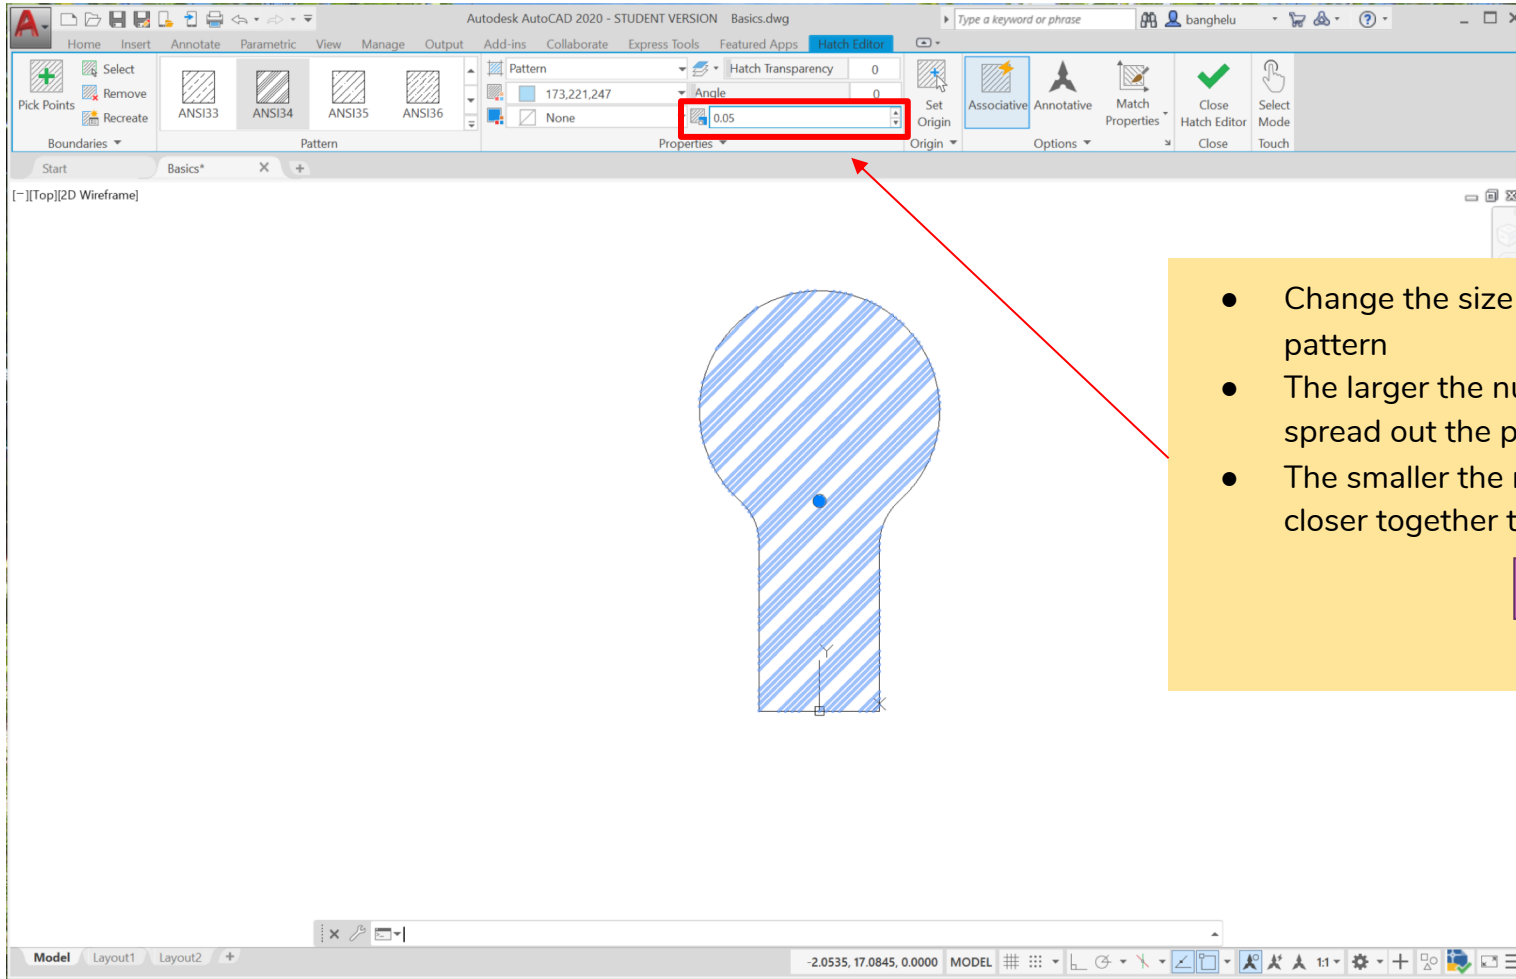 Autodesk AutoCAD 2020 - STUDENT VERSION Basics.dwg
Type a keyword or phrase
banghelu
Home Insert Annotate Parametric View Manage Output Add-ins Collaborate Express Tools Featured Apps Hatch Editor
Pick Points
Select
Remove
Recreate
ANSI33 ANSI34 ANSI35 ANSI36
Pattern
173,221,247
None
Hatch Transparency 0
Angle 0
0.05
Set
Origin
Associative Annotative
Match
Properties
Close
Hatch Editor
Select
Mode
Boundaries Pattern Properties Origin Options Close Touch
Start Basics*
[-][Top][2D Wireframe]
● Change the size
pattern
● The larger the
spread out the
● The smaller the
closer together
Y
X
Model Layout1 Layout2 +
-2.0535, 17.0845, 0.0000 MODEL 1:1